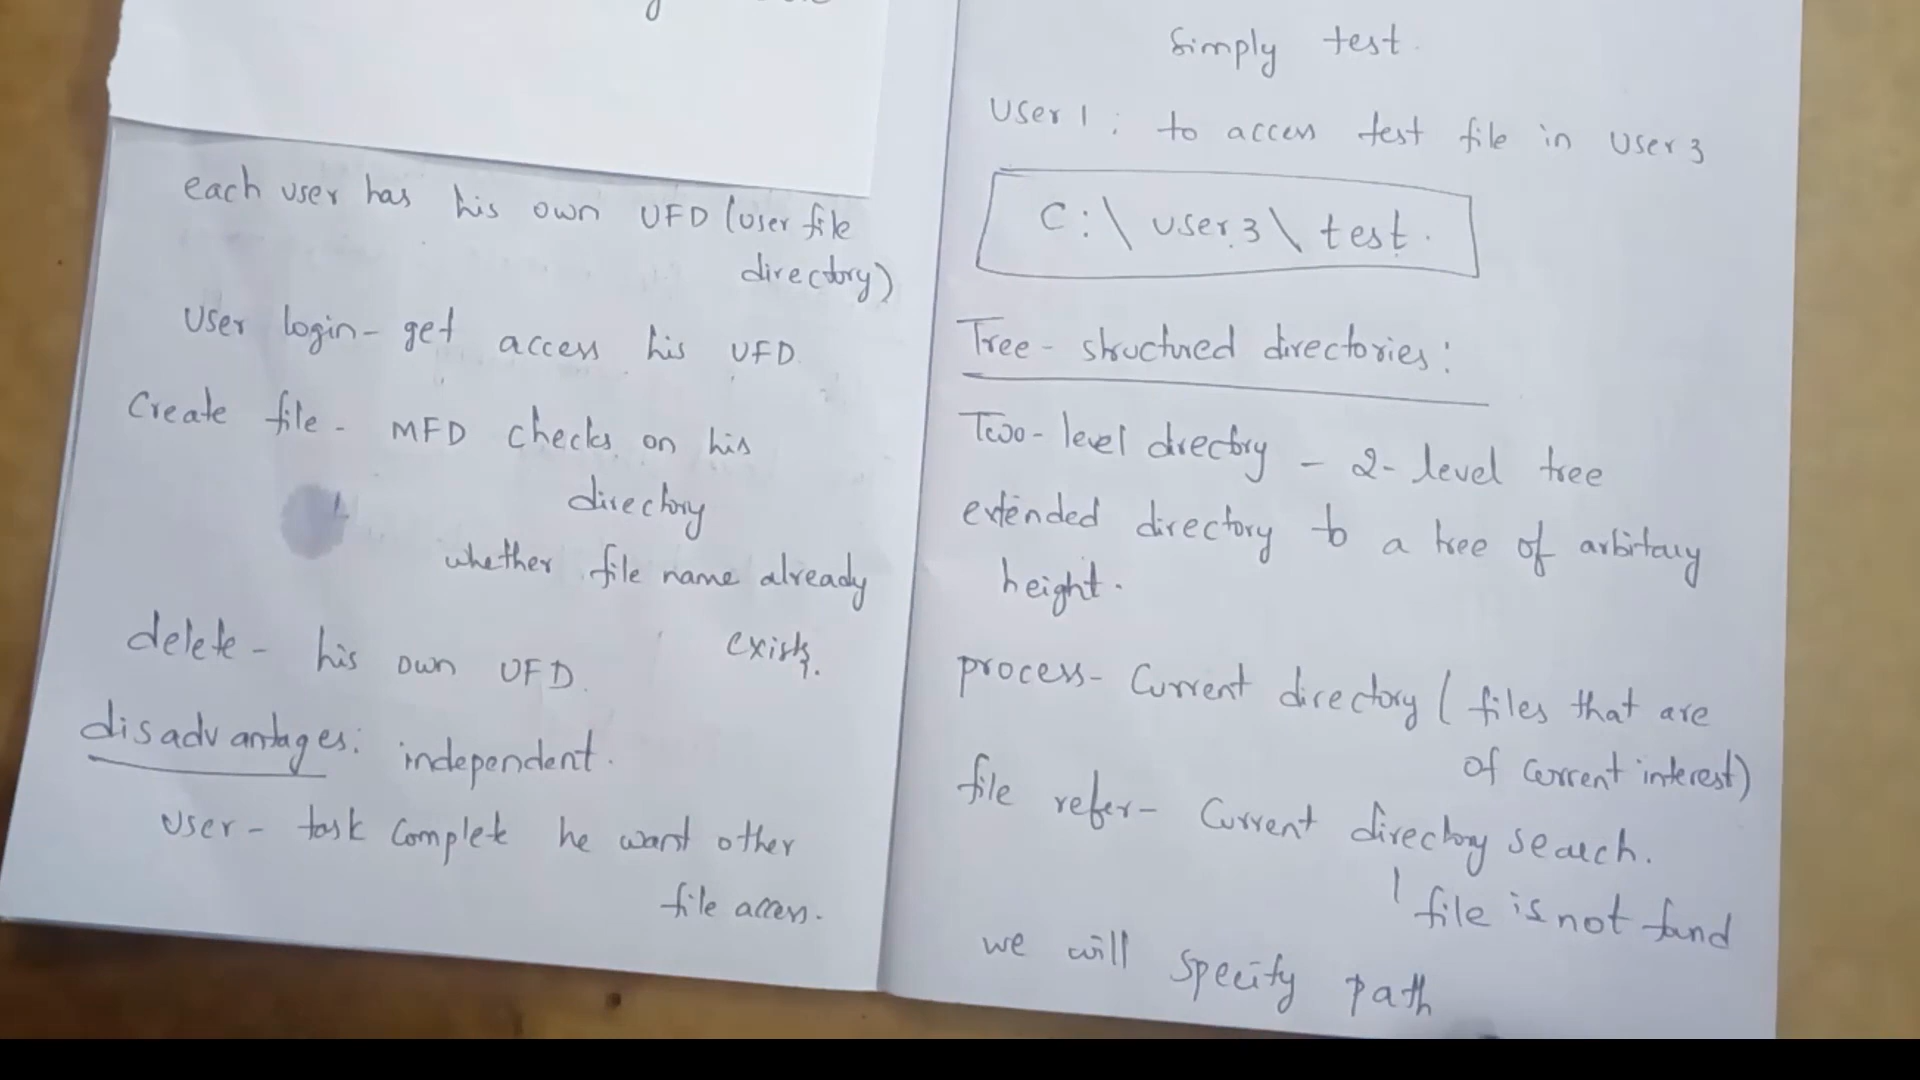 each user has his own UFD (user file
directory)
User login - get access his UFD
Create file - MFD checks on his
directory
whether file name already
exists.
delete - his own UFD.
disadvantages: independent.
User - task complete he want other
file access.
Simply test.
User 1 : to access test file in User 3
C:\ user3\ test.
Tree - structured directories:
Two-level directory - 2-level tree
extended directory to a tree of arbitary
height.
process - Current directory ( files that are
of current interest)
file refer - Current directory search.
file is not found
we will specify path